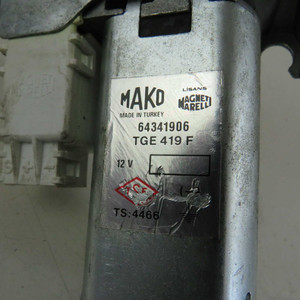 MAKO
MADE IN TURKEY
LISANS
MAGNETI
MARELLI
64341906
TGE 419 F
12 V
TS:4466